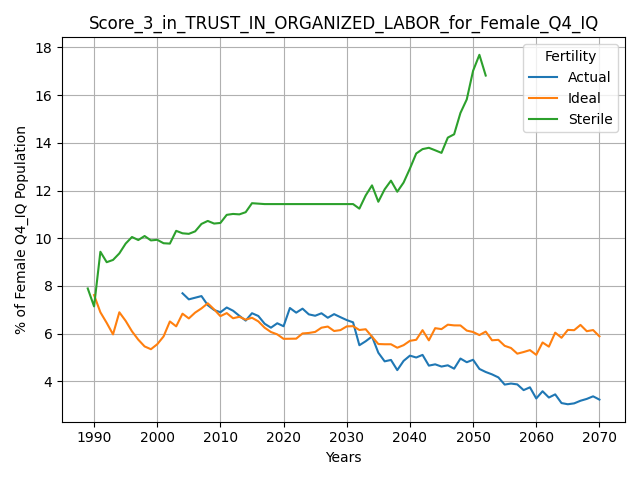 Score_3_in_TRUST_IN_ORGANIZED_LABOR_for_Female_Q4_IQ
% of Female Q4_IQ Population
18
16
14
12
10
8
6
4
Fertility
Actual
Ideal
Sterile
1990 2000 2010 2020 2030 2040 2050 2060 2070
Years